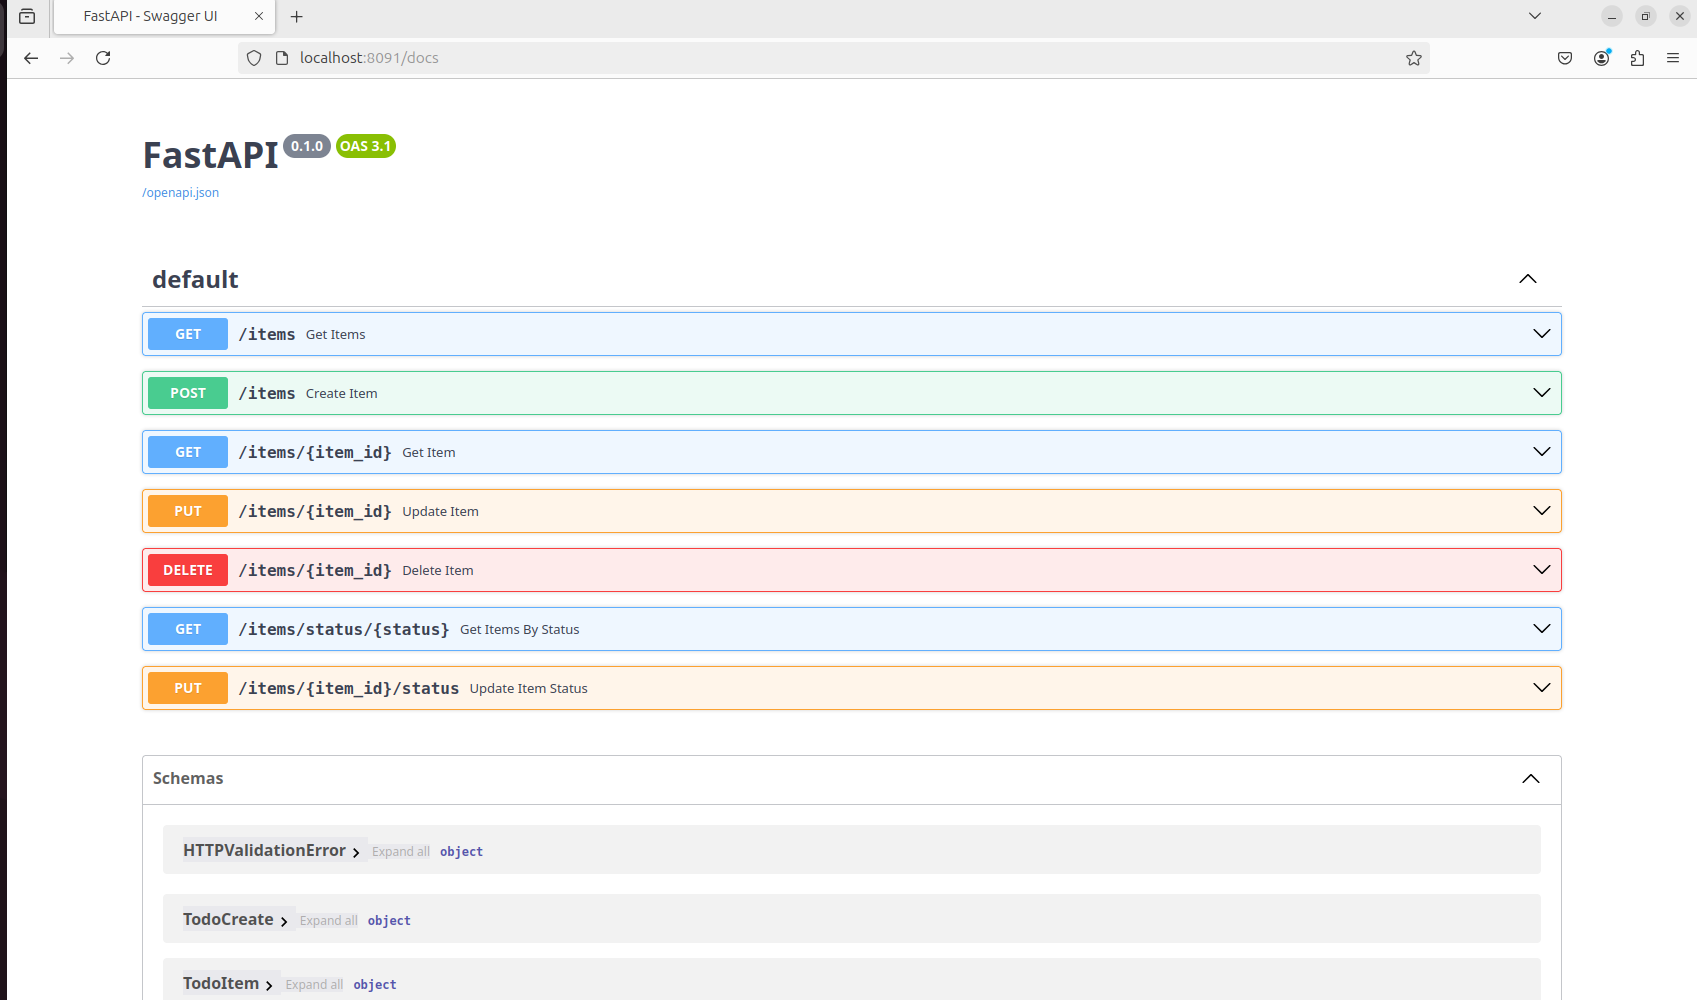 FastAPI - Swagger UI
localhost:8091/docs
FastAPI 0.1.0 OAS 3.1
/openapi.json
default
GET /items Get Items
POST /items Create Item
GET /items/{item_id} Get Item
PUT /items/{item_id} Update Item
DELETE /items/{item_id} Delete Item
GET /items/status/{status} Get Items By Status
PUT /items/{item_id}/status Update Item Status
Schemas
HTTPValidationError Expand all object
TodoCreate Expand all object
TodoItem Expand all object